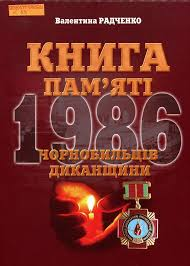 Валентина РАДЧЕНКО
КНИГА
ПАМ'ЯТІ
1986
ЧОРНОБИЛЬЦІВ
ДИКАНЩИНИ